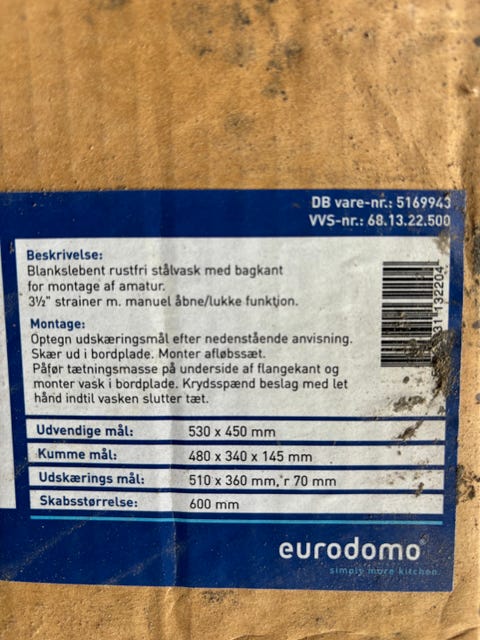 DB vare-nr.: 5169943
VVS-nr.: 68.13.22.500
Beskrivelse:
Blankslebent rustfri stålvask med bagkant
for montage af amatur.
3½" strainer m. manuel åbne/lukke funktion.
Montage:
Optegn udskæringsmål efter nedenstående anvisning.
Skær ud i bordplade. Monter afløbssæt.
Påfør tætningsmasse på underside af flangekant og
monter vask i bordplade. Krydsspænd beslag med let
hånd indtil vasken slutter tæt.
Udvendige mål: 530 x 450 mm
Kumme mål: 480 x 340 x 145 mm
Udskærings mål: 510 x 360 mm, r 70 mm
Skabsstørrelse: 600 mm
eurodomo®
simply more kitchen